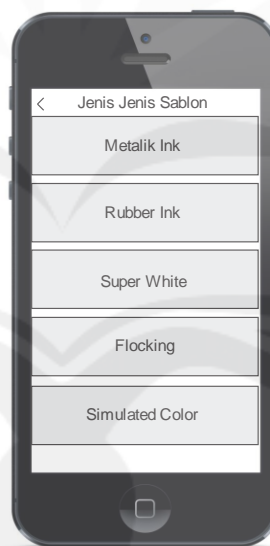 Jenis Jenis Sablon
Metalik Ink
Rubber Ink
Super White
Flocking
Simulated Color